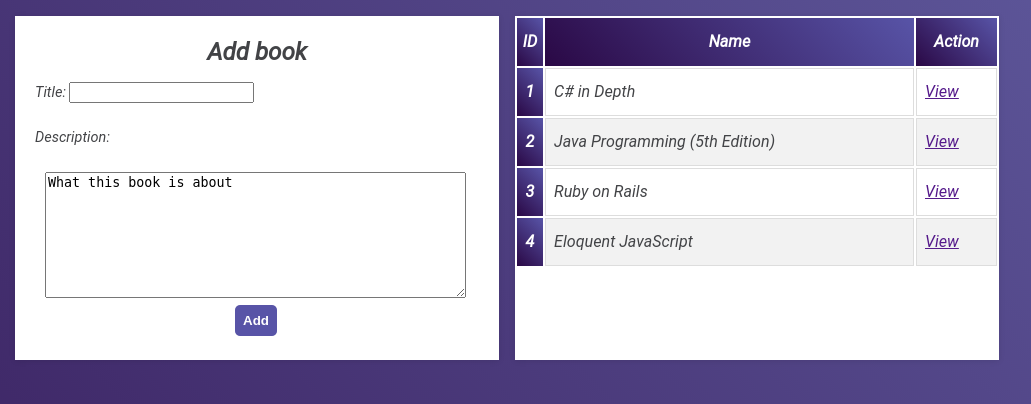 Add book
Title:
Description:
What this book is about
Add
ID Name Action
1 C# in Depth View
2 Java Programming (5th Edition) View
3 Ruby on Rails View
4 Eloquent JavaScript View